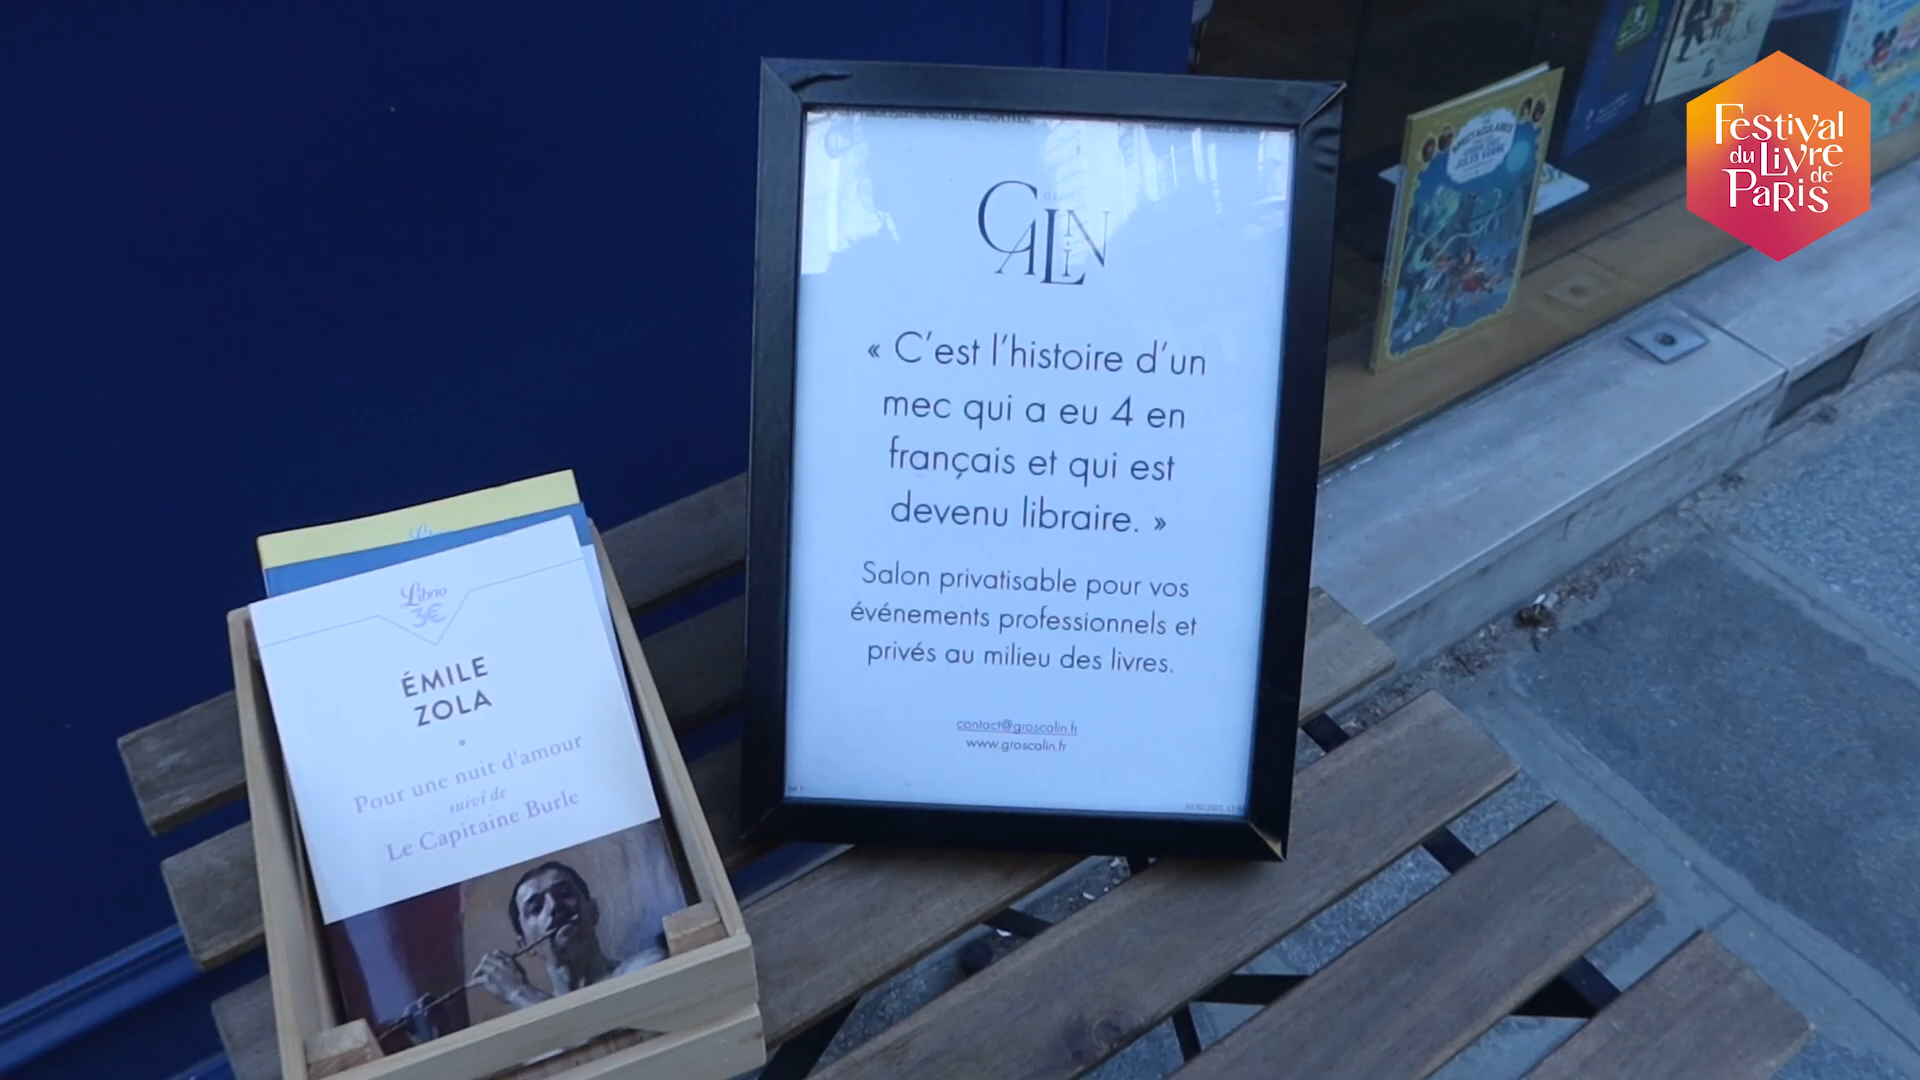 Festival
du Livre
de
Paris
CALIN
« C’est l’histoire d’un
mec qui a eu 4 en
français et qui est
devenu libraire. »
Salon privatisable pour vos
événements professionnels et
privés au milieu des livres.
contact@groscalin.fr
www.groscalin.fr
Librio
3€
ÉMILE
ZOLA
Pour une nuit d'amour
suivi de
Le Capitaine Burle
JULES VERNE